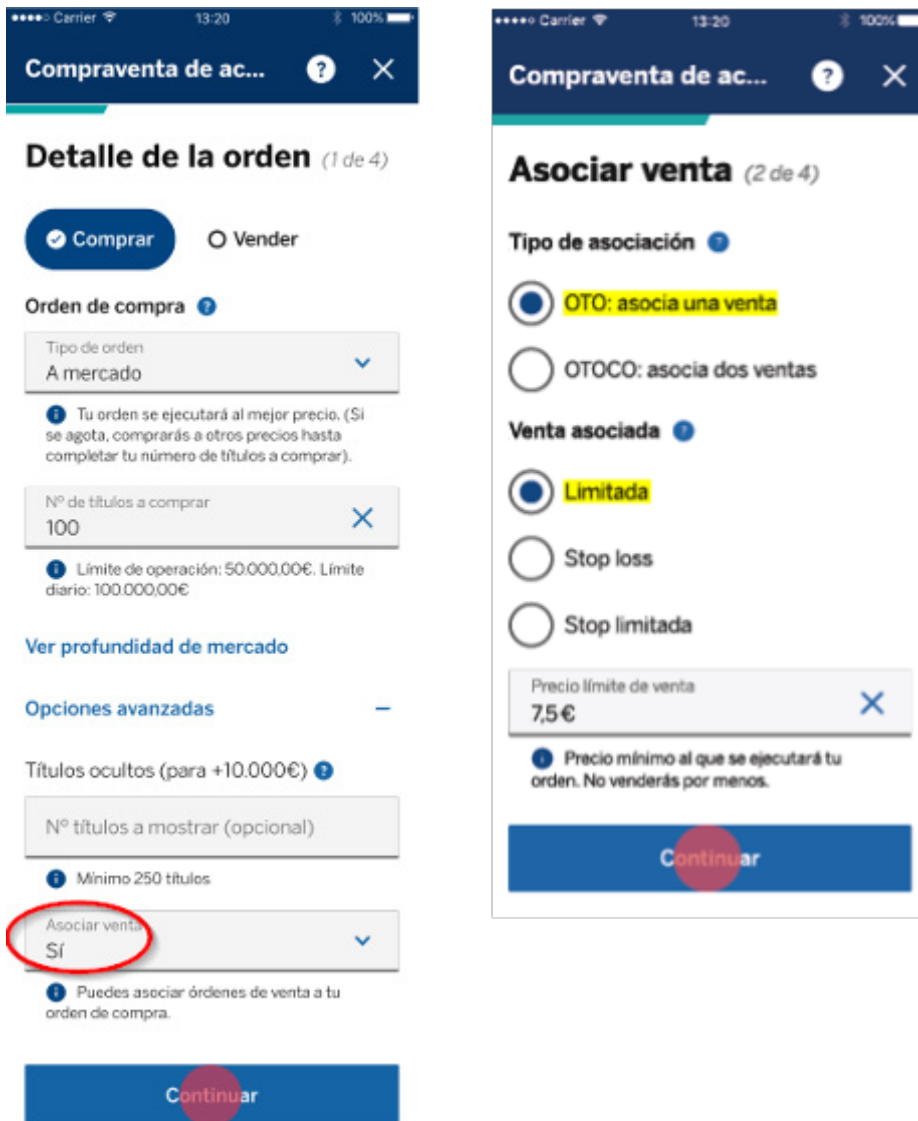 Carrier 13:20 100%
Compraventa de ac... ? ×
Detalle de la orden (1 de 4)
Comprar Vender
Orden de compra ?
Tipo de orden
A mercado
Tu orden se ejecutará al mejor precio. (Si
se agota, comprarás a otros precios hasta
completar tu número de títulos a comprar).
Nº de títulos a comprar
100
Límite de operación: 50.000,00€. Límite
diario: 100.000,00€
Ver profundidad de mercado
Opciones avanzadas –
Títulos ocultos (para +10.000€) ?
Nº títulos a mostrar (opcional)
Mínimo 250 títulos
Asociar venta
Sí
Puedes asociar órdenes de venta a tu
orden de compra.
Continuar
Carrier 13:20 100%
Compraventa de ac... ? ×
Asociar venta (2 de 4)
Tipo de asociación ?
OTO: asocia una venta
OTOCO: asocia dos ventas
Venta asociada ?
Limitada
Stop loss
Stop limitada
Precio límite de venta
7,5 €
Precio mínimo al que se ejecutará tu
orden. No venderás por menos.
Continuar